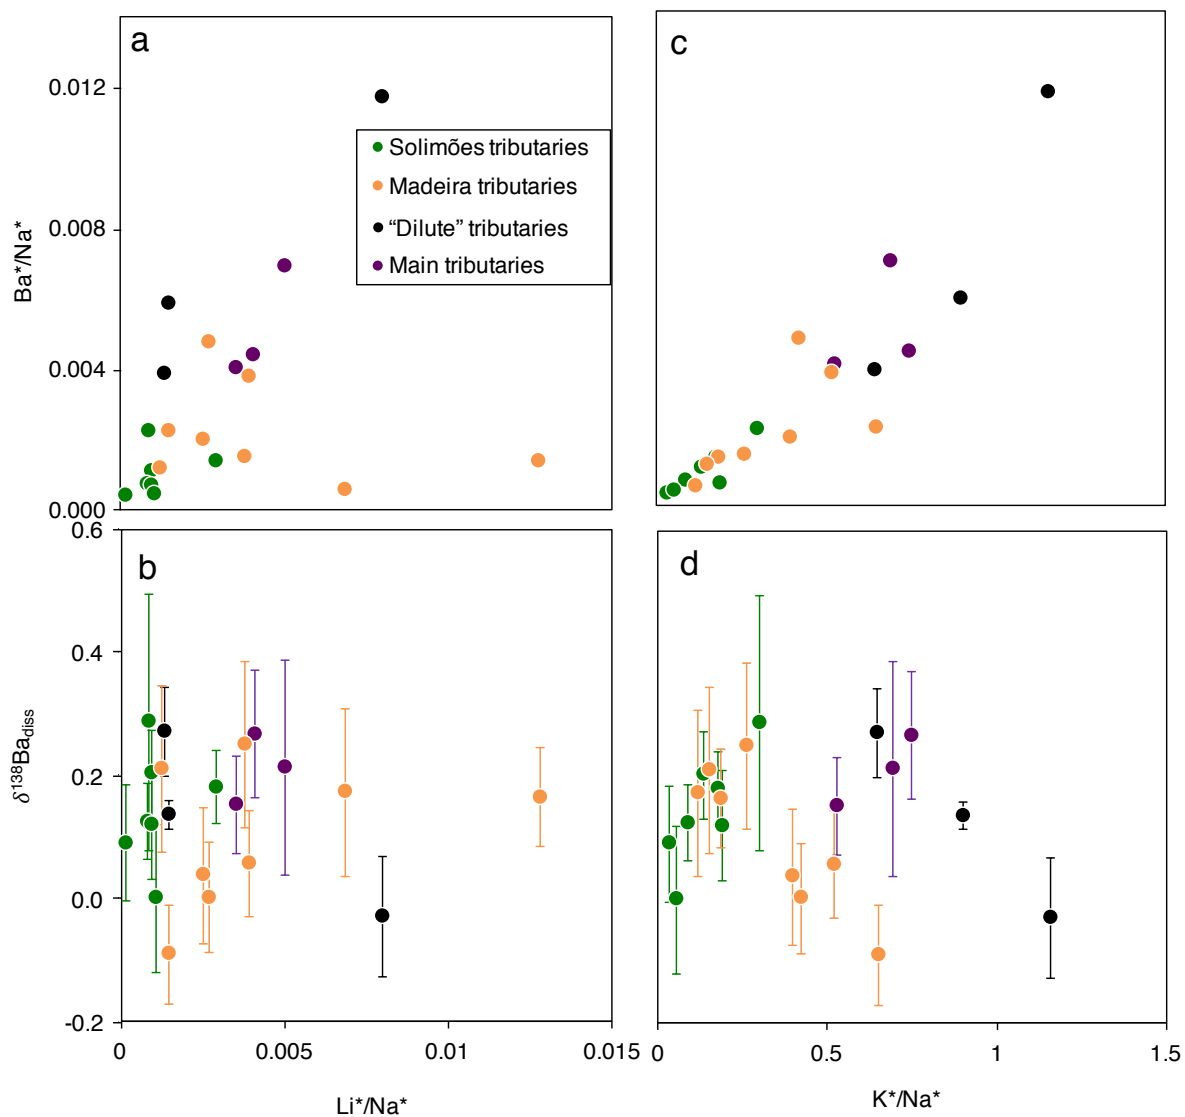 a
c
0.012
0.008
0.004
0.000
Ba*/Na*
Solimões tributaries
Madeira tributaries
“Dilute” tributaries
Main tributaries
b
d
0.6
0.4
0.2
0.0
-0.2
δ¹³⁸Ba_diss
0 0.005 0.01 0.015
0 0.5 1 1.5
Li*/Na*
K*/Na*